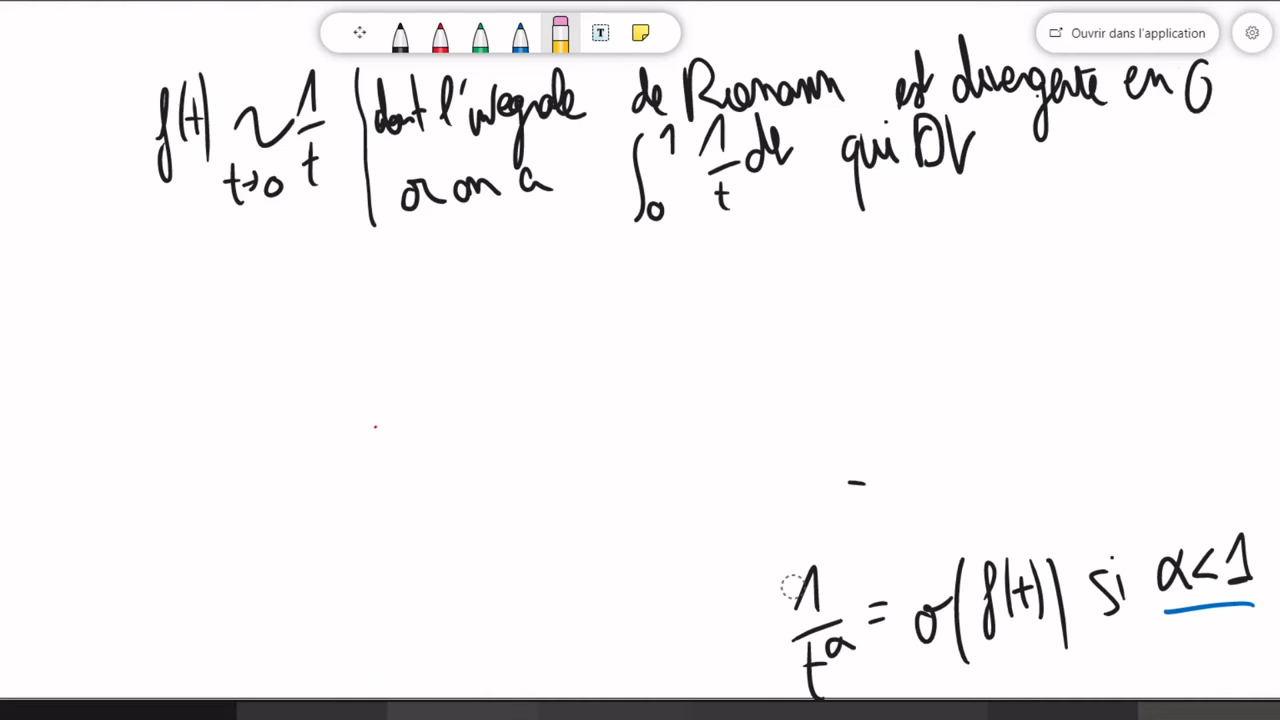 Ouvrir dans l'application
f(t) ~ 1/t | dont l'integrale de Riemann est divergente en 0
t→0 | or on a ∫₀¹ 1/t dt qui DV
1/t^α = o(f(t)) si α<1